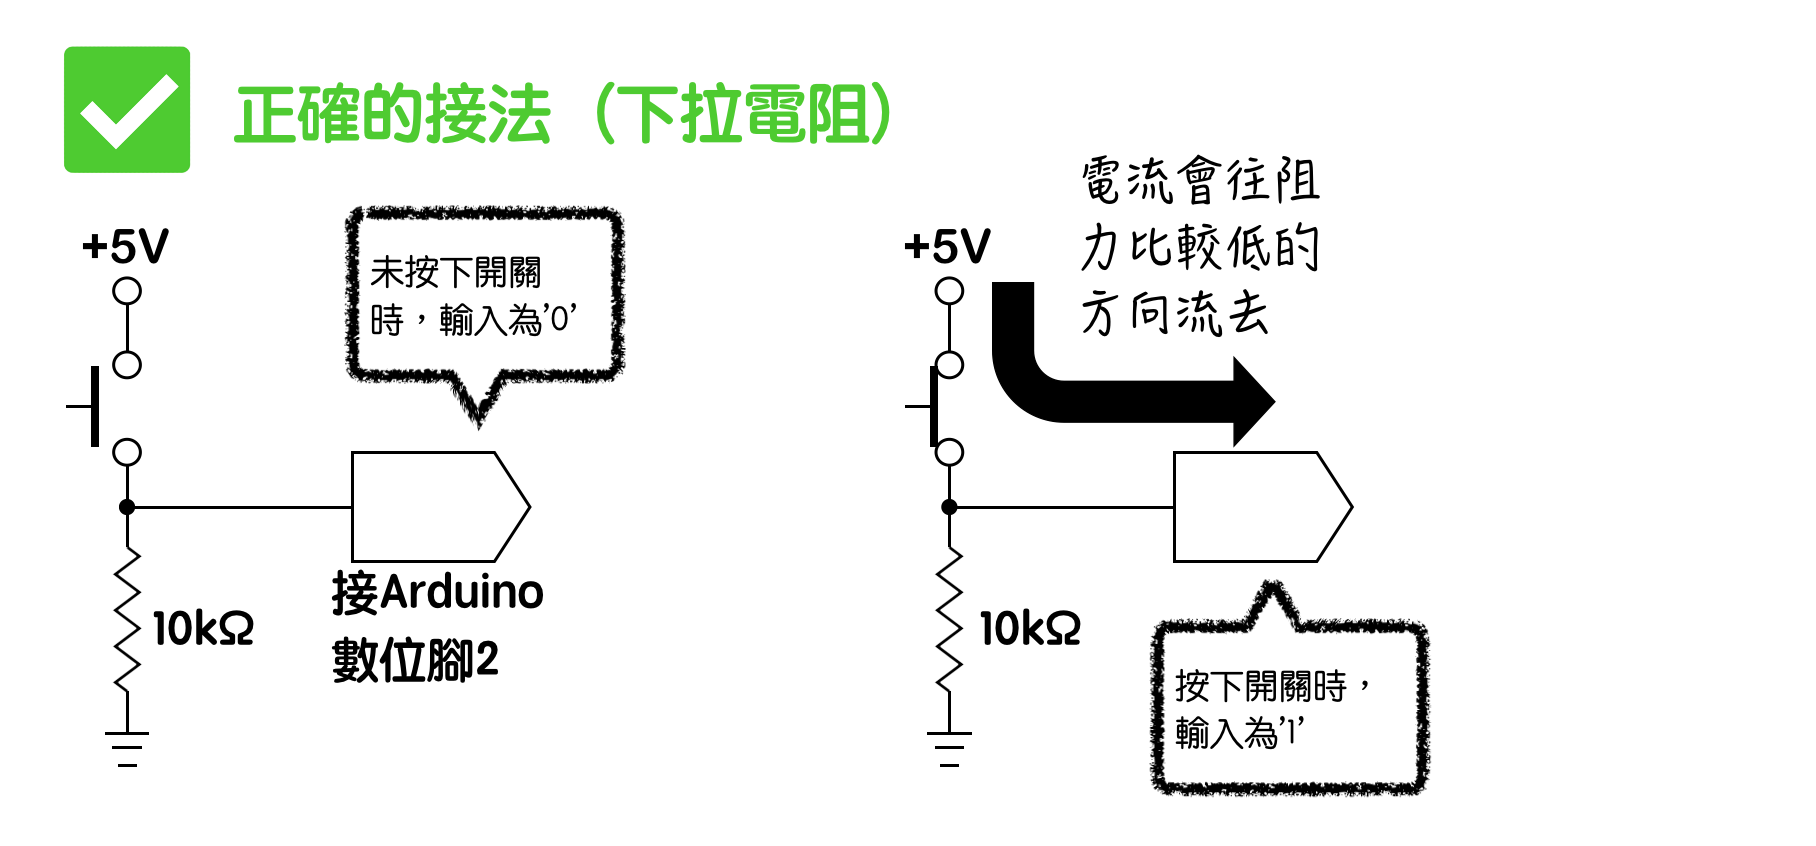 正確的接法（下拉電阻）
+5V
未按下開關
時，輸入為’0’
接Arduino
數位腳2
10kΩ
電流會往阻
力比較低的
方向流去
+5V
10kΩ
按下開關時，
輸入為’1’